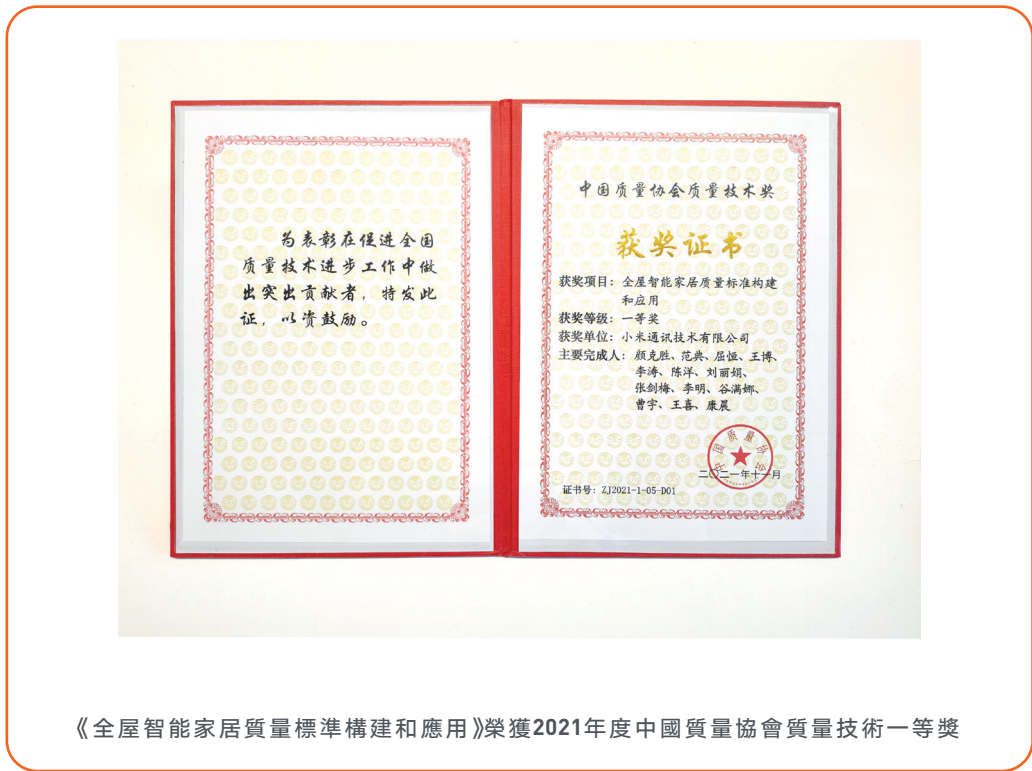 为表彰在促进全国
质量技术进步工作中做
出突出贡献者，特发此
证，以资鼓励。
中国质量协会质量技术奖
获奖证书
获奖项目：全屋智能家居质量标准构建
和应用
获奖等级：一等奖
获奖单位：小米通讯技术有限公司
主要完成人：颜克胜、范典、屈恒、王博、
李涛、陈洋、刘丽娟、
张剑梅、李明、谷满娜、
曹宇、王喜、康晨
中国质量协会
二〇二一年十一月
证书号：ZJ2021-1-05-D01
《全屋智能家居質量標準構建和應用》榮獲2021年度中國質量協會質量技術一等獎